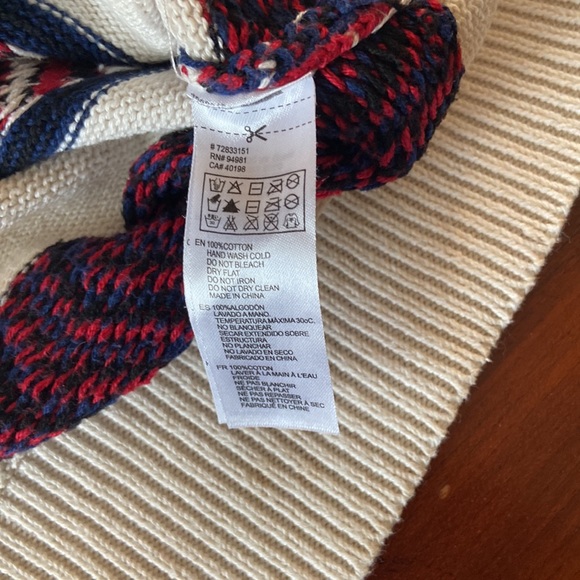 # 72833151
RN# 94981
CA# 40198
EN 100%COTTON
HAND WASH COLD
DO NOT BLEACH
DRY FLAT
DO NOT IRON
DO NOT DRY CLEAN
MADE IN CHINA
ES 100%ALGODÓN
LAVADO A MANO.
TEMPERATURA MÁXIMA 30oC.
NO BLANQUEAR
SECAR EXTENDIDO SOBRE
ESTRUCTURA
NO PLANCHAR
NO LAVADO EN SECO
FABRICADO EN CHINA
FR 100%COTTON
LAVER À LA MAIN À L'EAU
FROIDE
NE PAS BLANCHIR
SÉCHER À PLAT
NE PAS REPASSER
NE PAS NETTOYER À SEC
FABRIQUÉ EN CHINE